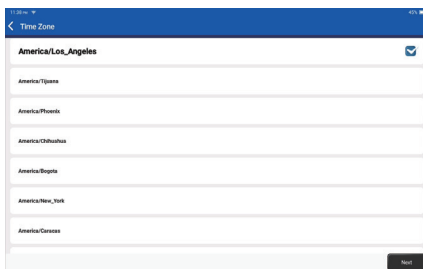 11:38
45%
Time Zone
America/Los_Angeles
America/Tijuana
America/Phoenix
America/Chihushus
America/Bogota
America/New_York
America/Caracas
Next